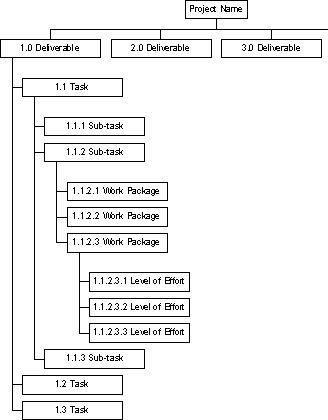 Project Name
1.0 Deliverable
2.0 Deliverable
3.0 Deliverable
1.1 Task
1.1.1 Sub-task
1.1.2 Sub-task
1.1.2.1 Work Package
1.1.2.2 Work Package
1.1.2.3 Work Package
1.1.2.3.1 Level of Effort
1.1.2.3.2 Level of Effort
1.1.2.3.3 Level of Effort
1.1.3 Sub-task
1.2 Task
1.3 Task